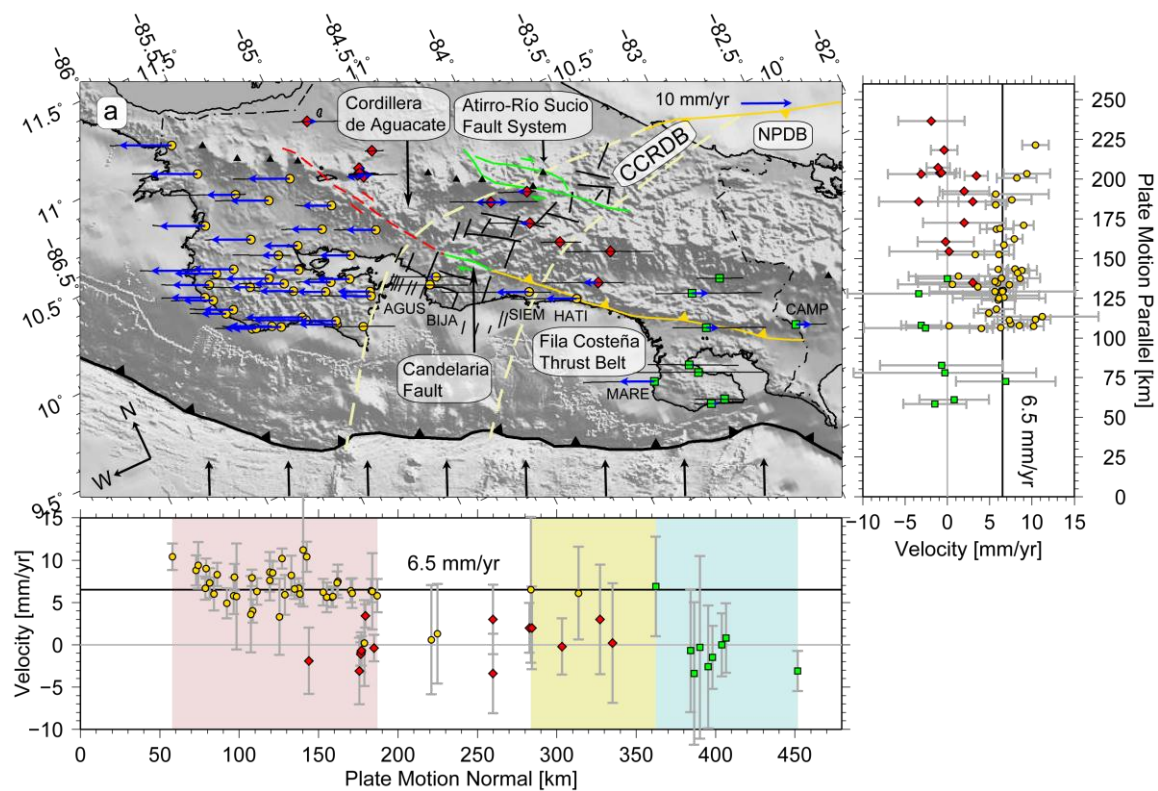 −85.5° −85° −84.5° −84° −83.5° −83° −82.5° −82°
−86° 11.5° 11° 10.5° 10°
a
11.5°
11°
−86.5°
10.5°
10°
9.5°
Cordillera
de Aguacate
Atirro-Río Sucio
Fault System
10 mm/yr
NPDB
CCRDB
AGUS
BIJA
SIEM
HATI
CAMP
MARE
Candelaria
Fault
Fila Costeña
Thrust Belt
N
W
250
225
200
175
150
125
100
75
50
25
0
Plate Motion Parallel [km]
6.5 mm/yr
−10 −5 0 5 10 15
Velocity [mm/yr]
15
10
5
0
−5
−10
Velocity [mm/yr]
6.5 mm/yr
0 50 100 150 200 250 300 350 400 450
Plate Motion Normal [km]